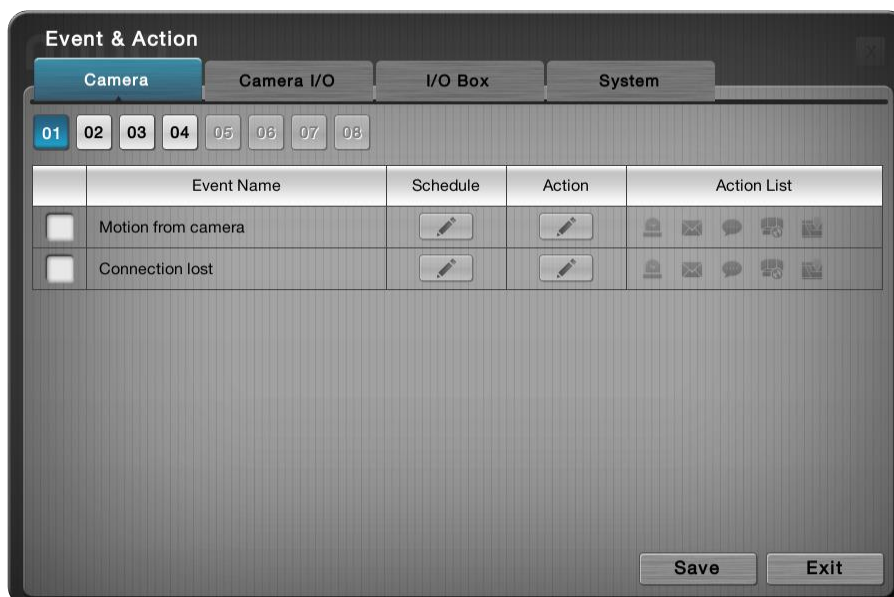 Event & Action
Camera Camera I/O I/O Box System
01 02 03 04 05 06 07 08
Event Name Schedule Action Action List
Motion from camera
Connection lost
Save Exit